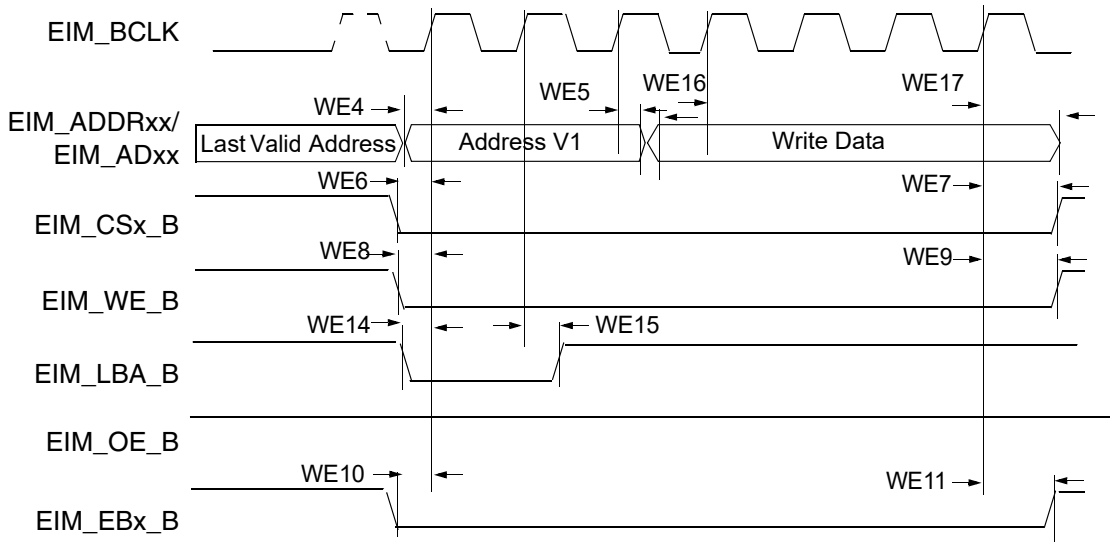 EIM_BCLK
WE4
WE5
WE16
WE17
EIM_ADDRxx/
EIM_ADxx
Last Valid Address
Address V1
Write Data
WE6
WE7
EIM_CSx_B
WE8
WE9
EIM_WE_B
WE14
WE15
EIM_LBA_B
EIM_OE_B
WE10
WE11
EIM_EBx_B